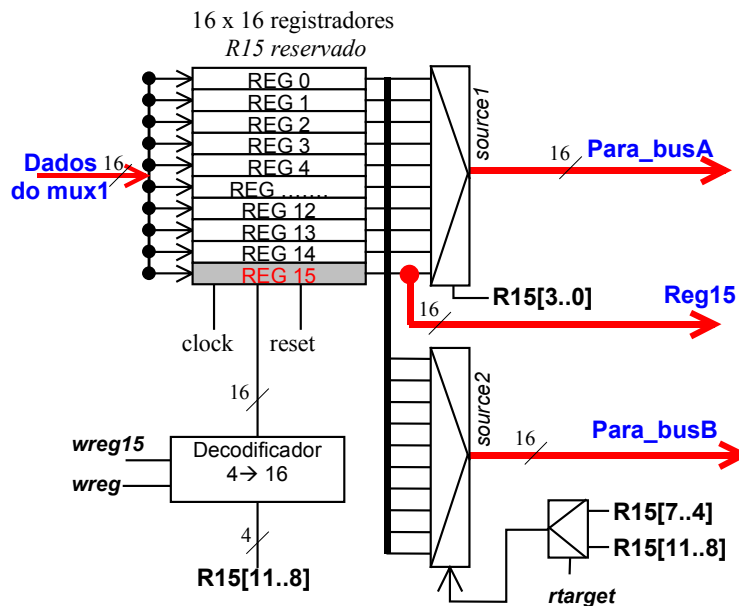 16 x 16 registradores
R15 reservado
REG 0
REG 1
REG 2
REG 3
REG 4
REG .......
REG 12
REG 13
REG 14
REG 15
Dados
do mux1
16
source1
16
Para_busA
R15[3..0]
Reg15
16
clock
reset
16
wreg15
wreg
Decodificador
4→ 16
4
R15[11..8]
source2
16
Para_busB
R15[7..4]
R15[11..8]
rtarget